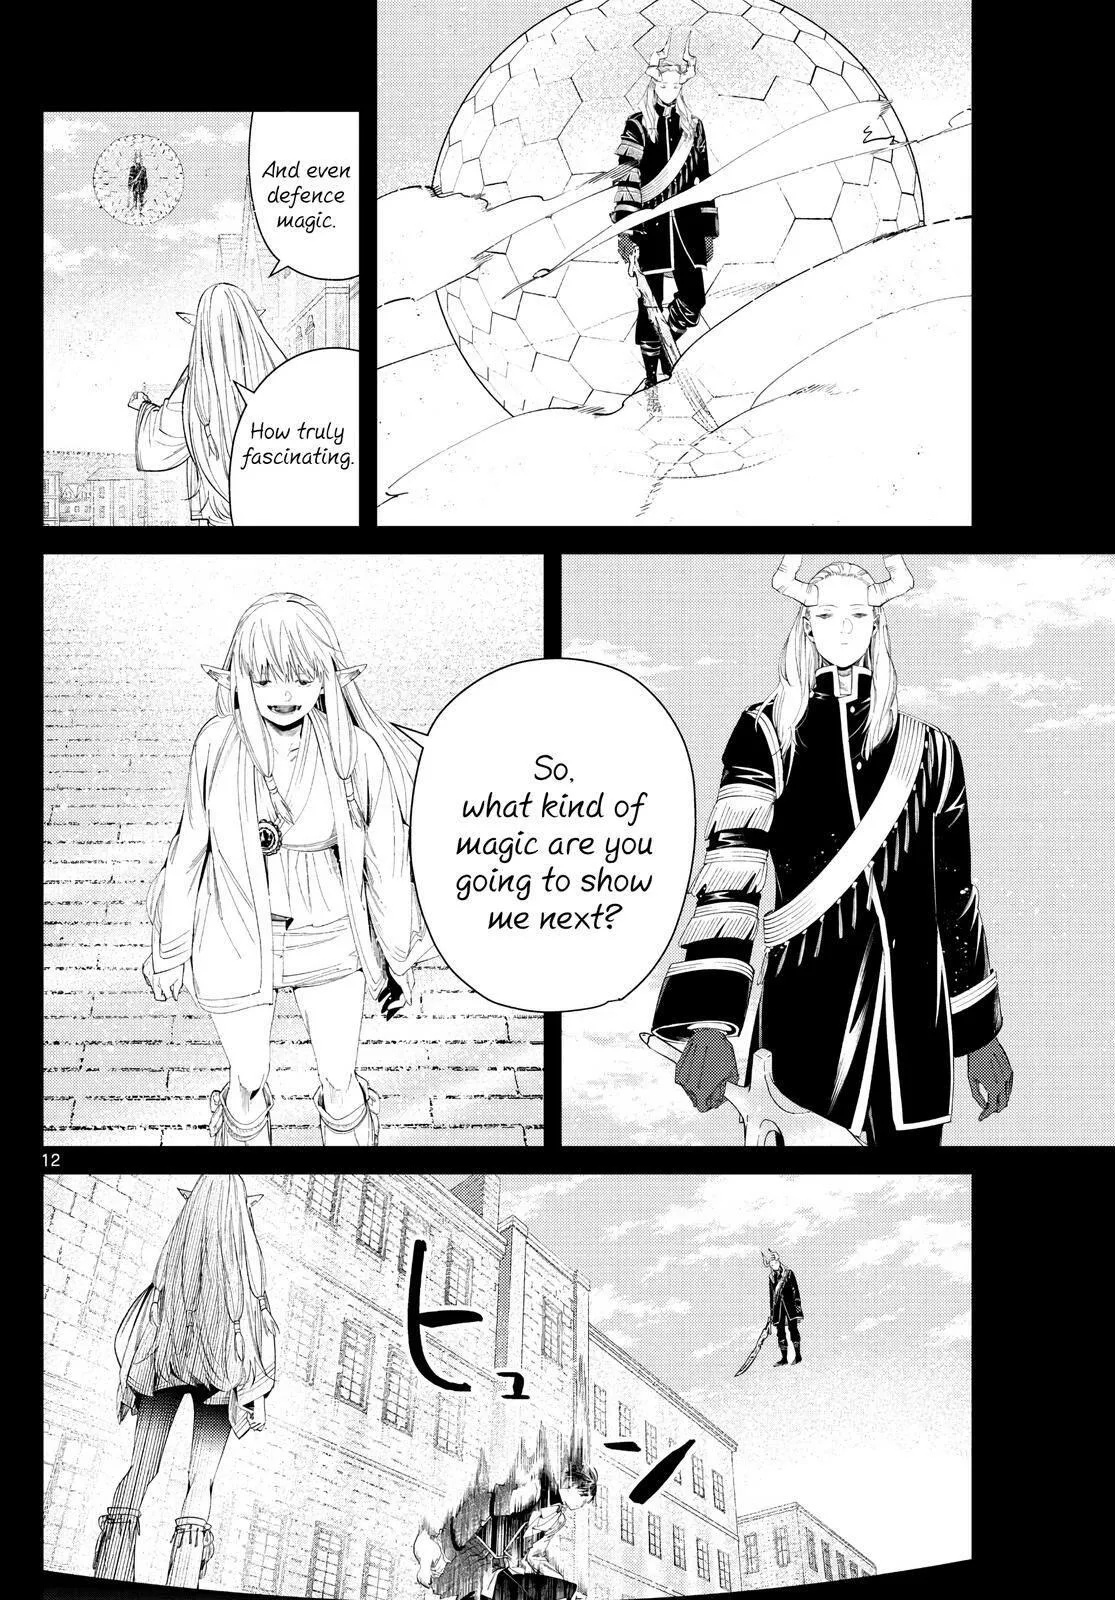 And even
defence
magic.
How truly
fascinating.
So,
what kind of
magic are you
going to show
me next?
12
ヒュン